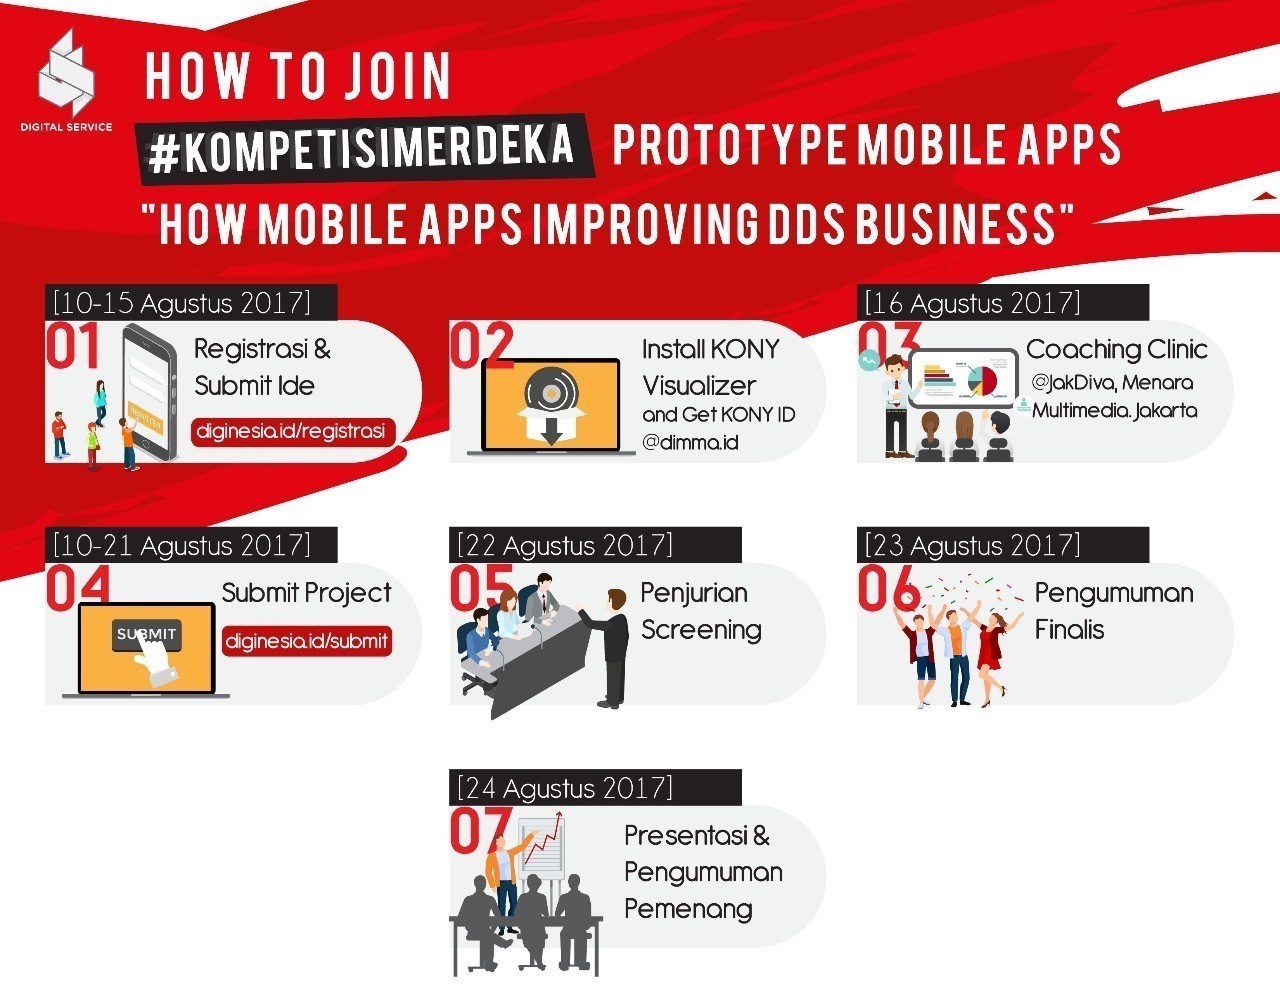 DIGITAL SERVICE
HOW TO JOIN
#KOMPETISIMERDEKA PROTOTYPE MOBILE APPS
"HOW MOBILE APPS IMPROVING DDS BUSINESS"
[10-15 Agustus 2017]
01
Registrasi &
Submit Ide
diginesia.id/registrasi
REGISTER
02
Install KONY
Visualizer
and Get KONY ID
@dimma.id
[16 Agustus 2017]
03
Coaching Clinic
@JakDiva, Menara
Multimedia. Jakarta
[10-21 Agustus 2017]
04
Submit Project
SUBMIT
diginesia.id/submit
[22 Agustus 2017]
05
Penjurian
Screening
[23 Agustus 2017]
06
Pengumuman
Finalis
[24 Agustus 2017]
07
Presentasi &
Pengumuman
Pemenang